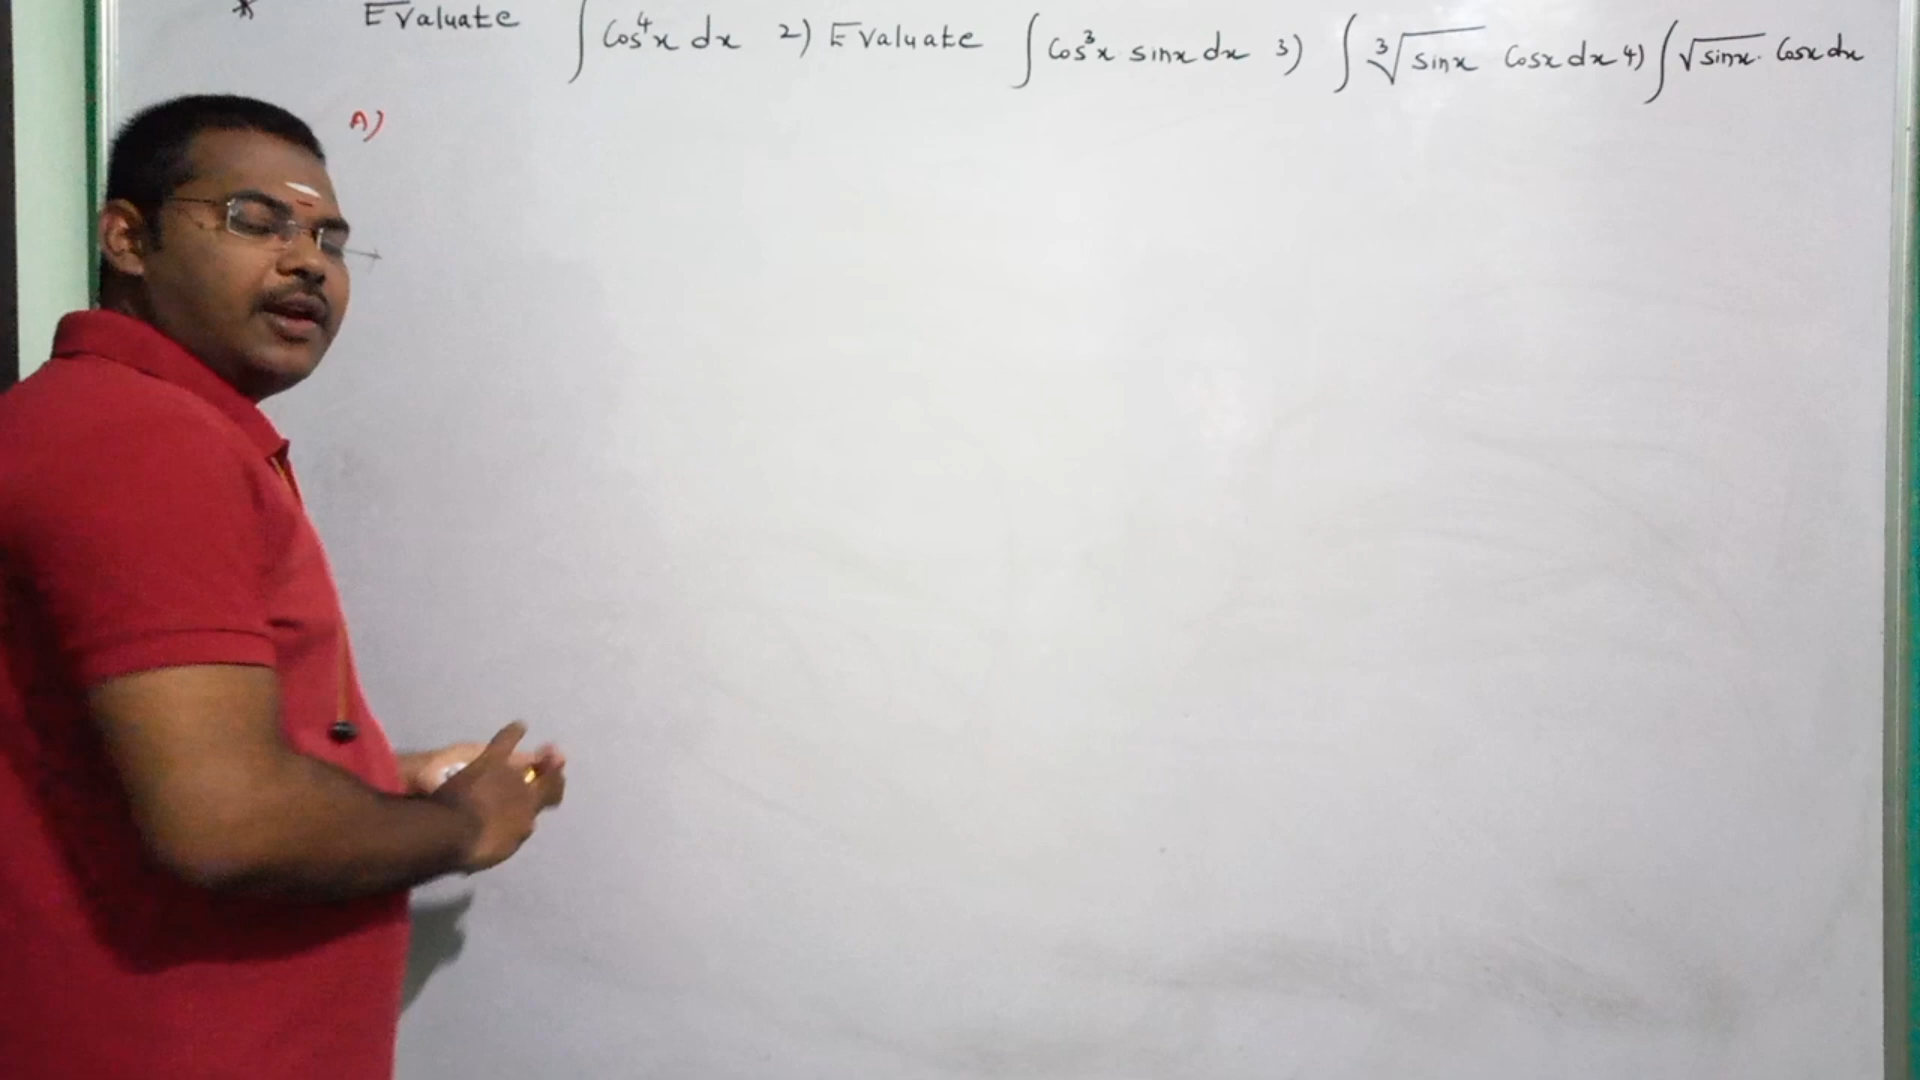 * Evaluate ∫ Cos⁴x dx 2) Evaluate ∫ Cos³x sinx dx 3) ∫ ∛sinx Cosx dx 4) ∫ √sinx. Cosx dx
A)